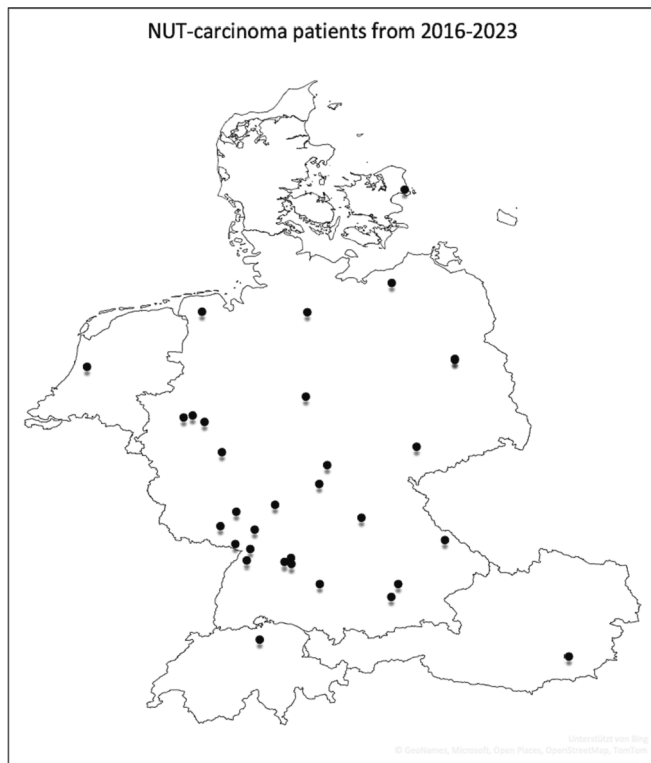 NUT-carcinoma patients from 2016-2023
Unterstützt von Bing
© GeoNames, Microsoft, Open Places, OpenStreetMap, TomTom